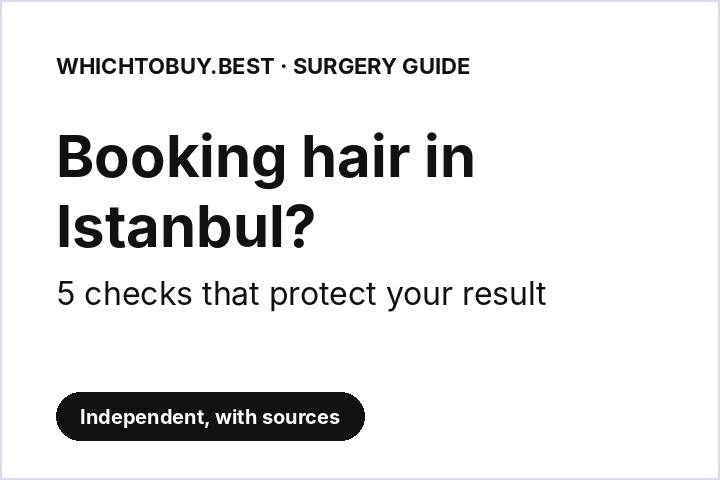 WHICHTOBUY.BEST · SURGERY GUIDE
Booking hair in
Istanbul?
5 checks that protect your result
Independent, with sources